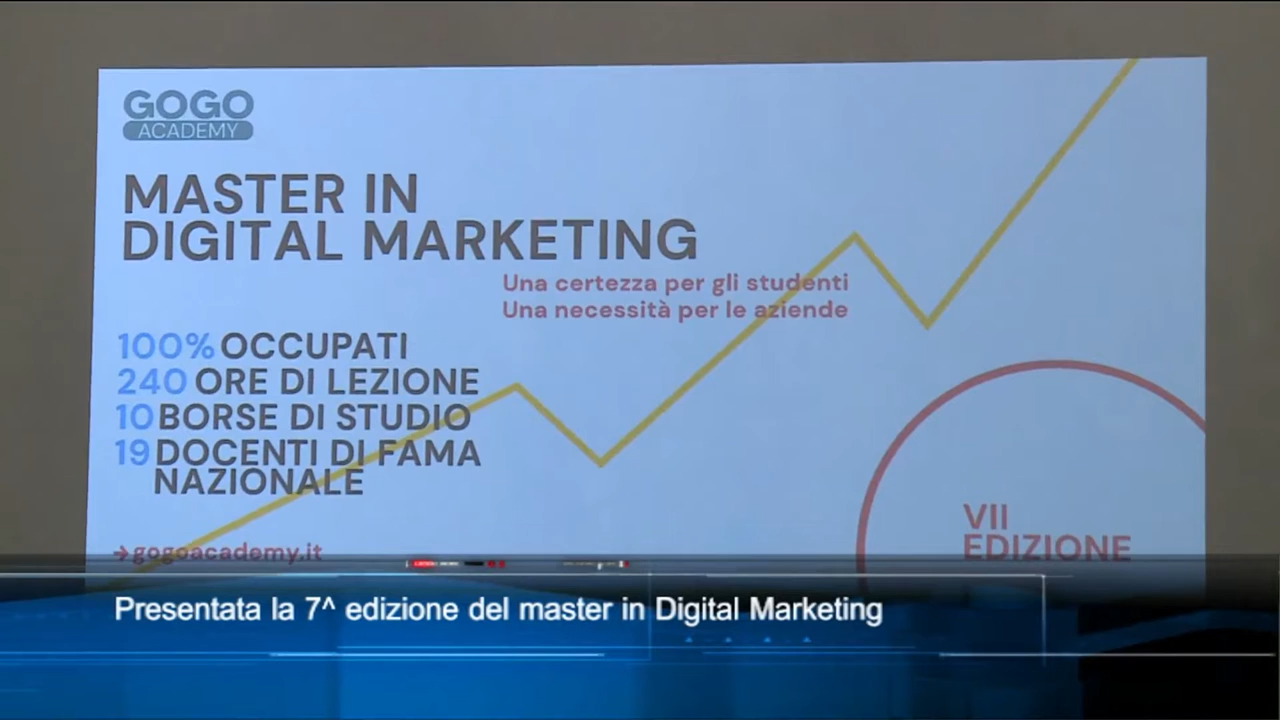 GOGO
ACADEMY
MASTER IN
DIGITAL MARKETING
Una certezza per gli studenti
Una necessità per le aziende
100% OCCUPATI
240 ORE DI LEZIONE
10 BORSE DI STUDIO
19 DOCENTI DI FAMA
NAZIONALE
→gogoacademy.it
VII
EDIZIONE
Presentata la 7^ edizione del master in Digital Marketing